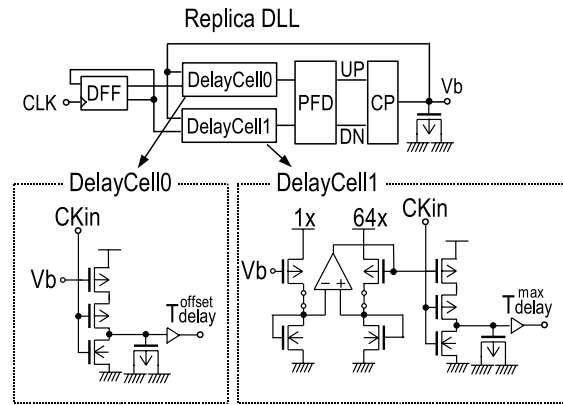 Replica DLL
CLK
DFF
DelayCell0
DelayCell1
PFD
UP
DN
CP
Vb
DelayCell0
CKin
Vb
T offset delay
DelayCell1
1x
64x
CKin
Vb
− +
T max delay